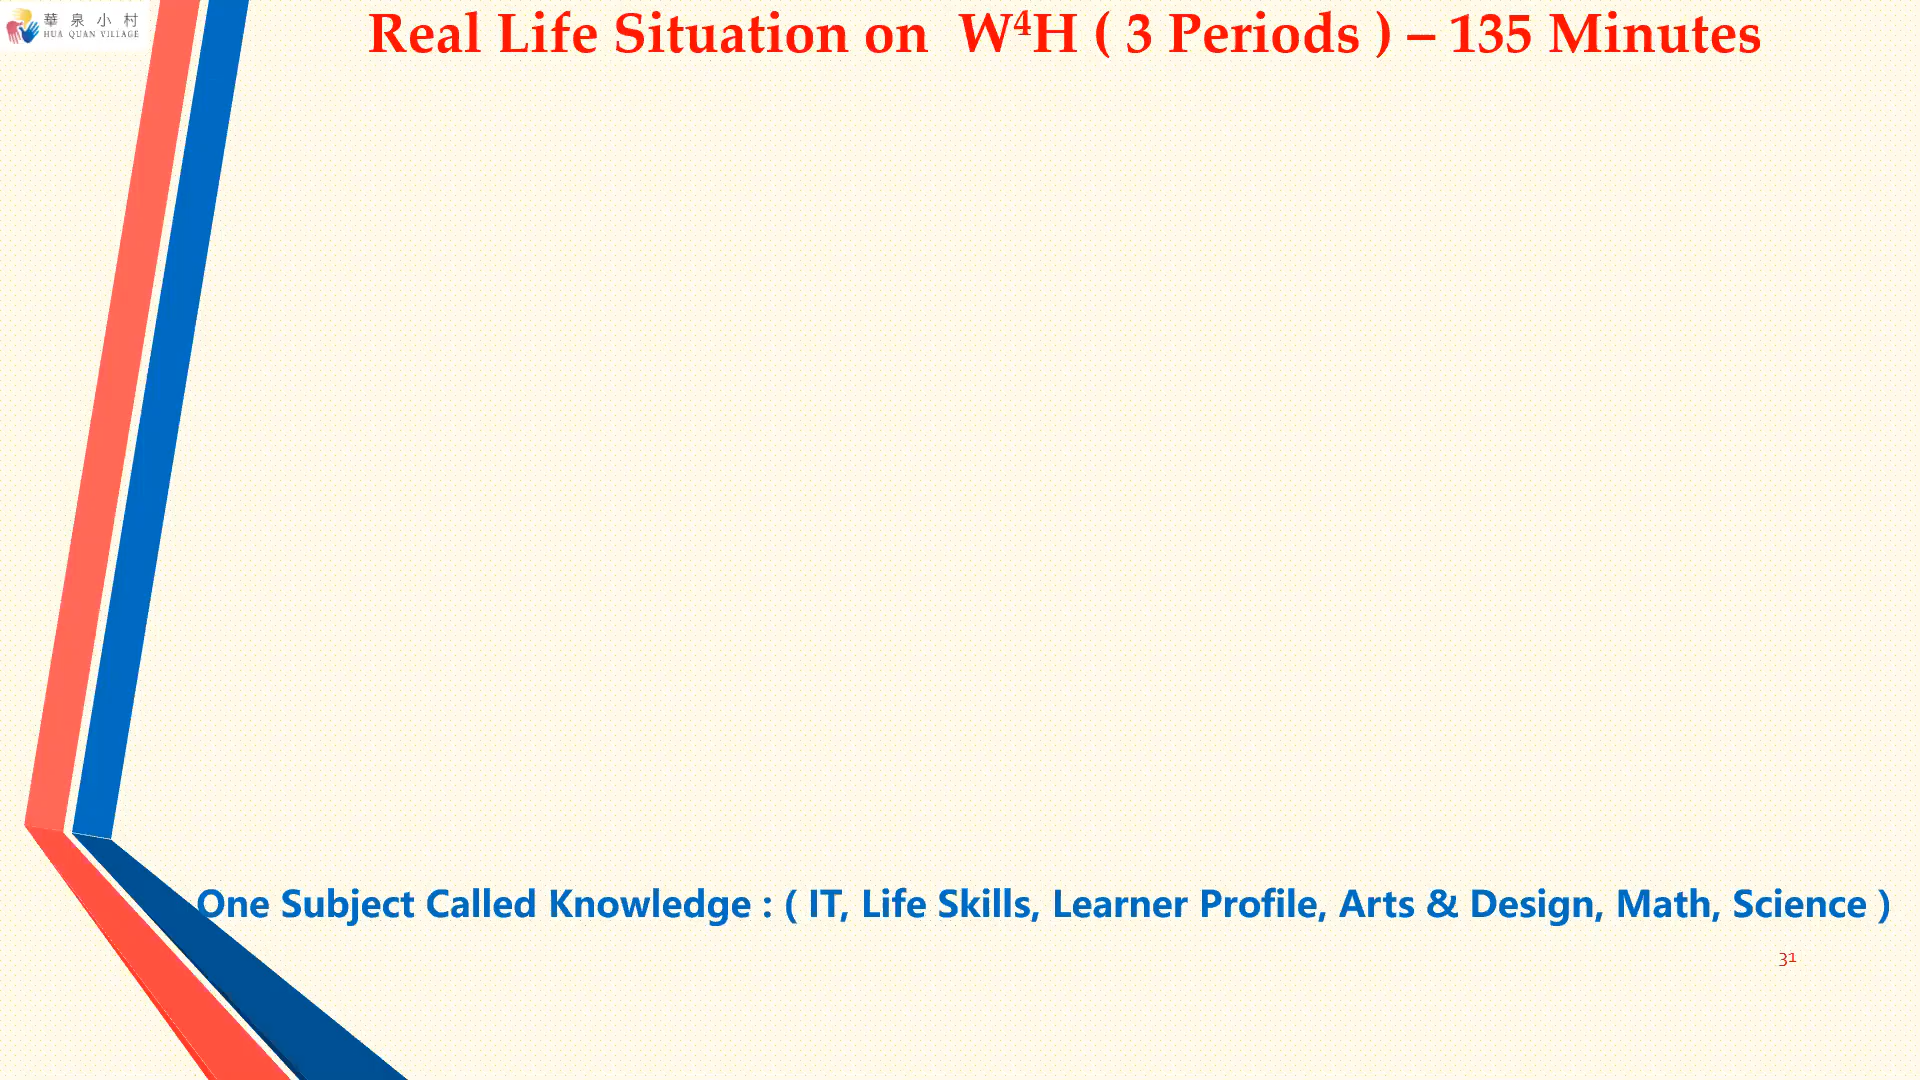 華泉小村
HUA QUAN VILLAGE
Real Life Situation on W⁴H ( 3 Periods ) – 135 Minutes
One Subject Called Knowledge : ( IT, Life Skills, Learner Profile, Arts & Design, Math, Science )
31